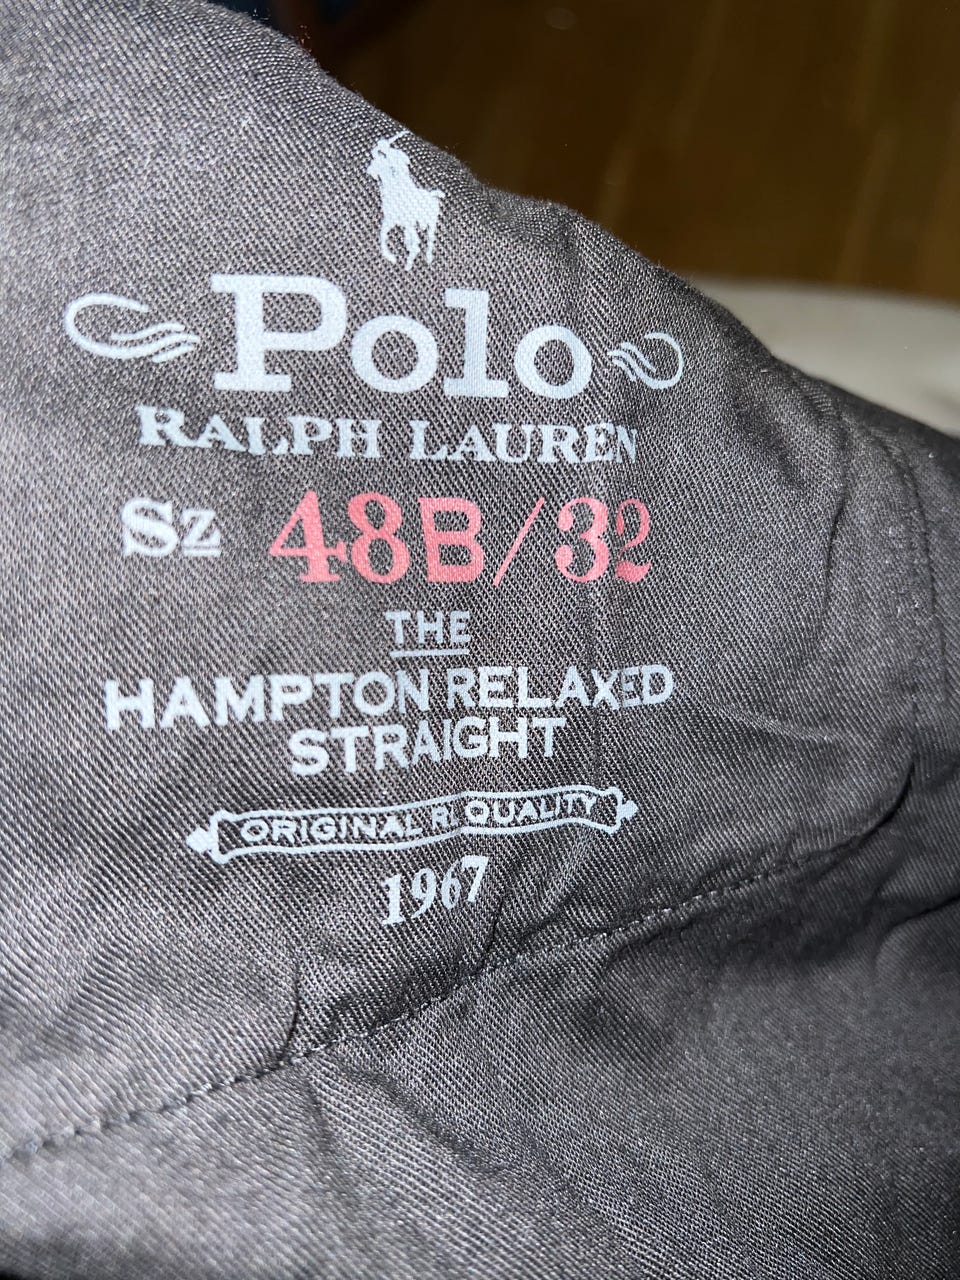 Polo
RALPH LAUREN
Sz 48B/32
THE
HAMPTON RELAXED
STRAIGHT
ORIGINAL RL QUALITY
1967